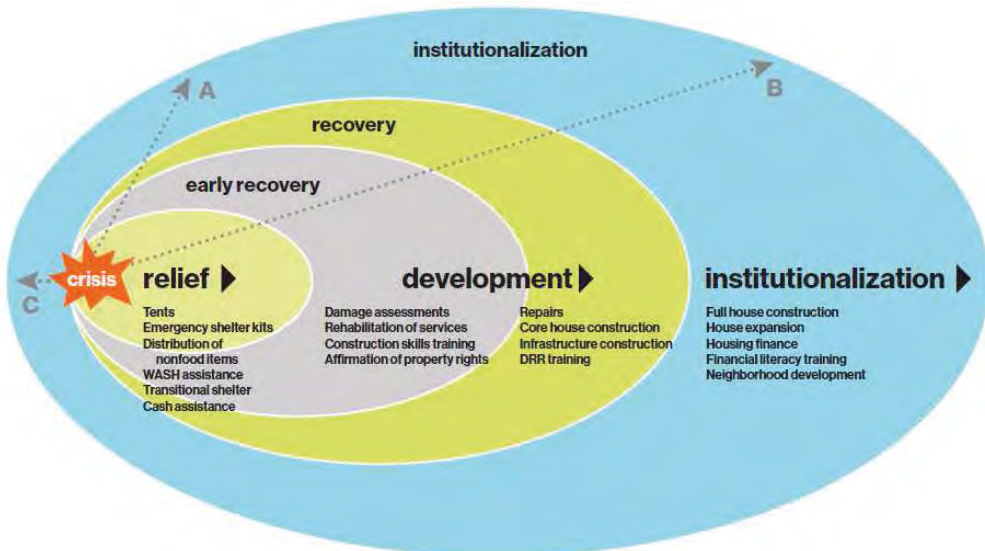 institutionalization
A
B
recovery
early recovery
crisis
C
relief
Tents
Emergency shelter kits
Distribution of
nonfood items
WASH assistance
Transitional shelter
Cash assistance
development
Damage assessments
Rehabilitation of services
Construction skills training
Affirmation of property rights
Repairs
Core house construction
Infrastructure construction
DRR training
institutionalization
Full house construction
House expansion
Housing finance
Financial literacy training
Neighborhood development